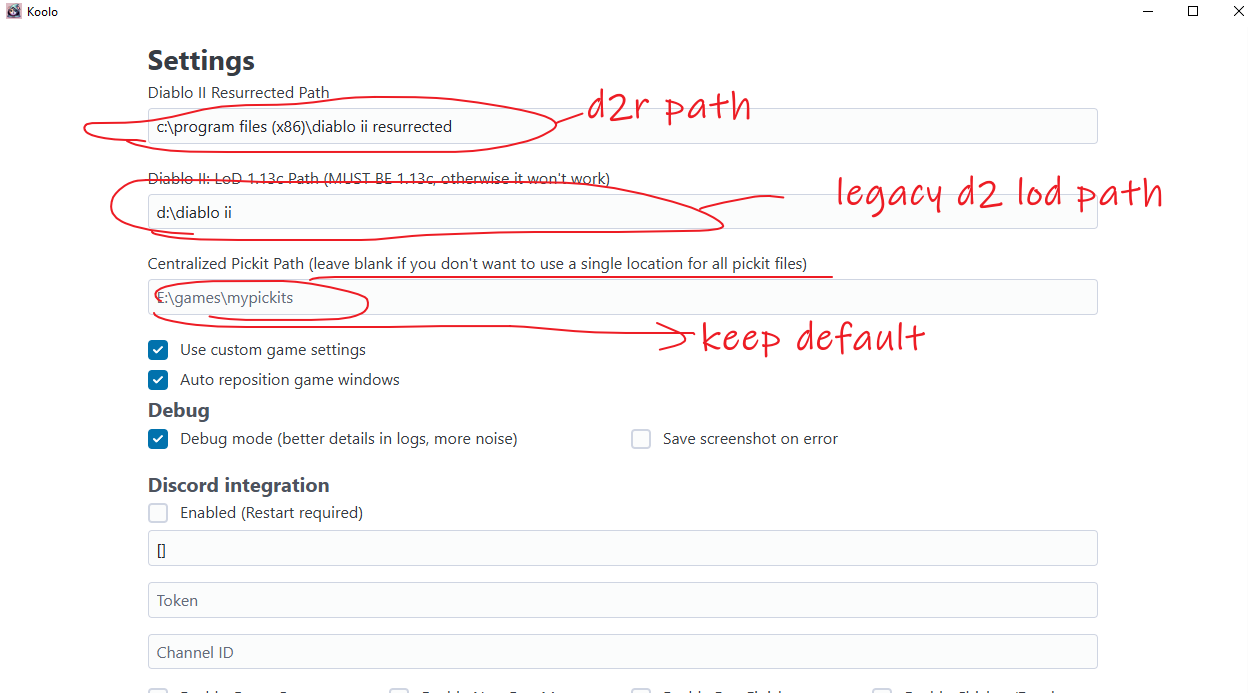 Koolo
Settings
Diablo II Resurrected Path
d2r path
c:\program files (x86)\diablo ii resurrected
Diablo II: LoD 1.13c Path (MUST BE 1.13c, otherwise it won't work)
legacy d2 lod path
d:\diablo ii
Centralized Pickit Path (leave blank if you don't want to use a single location for all pickit files)
E:\games\mypickits
keep default
Use custom game settings
Auto reposition game windows
Debug
Debug mode (better details in logs, more noise)
Save screenshot on error
Discord integration
Enabled (Restart required)
[]
Token
Channel ID